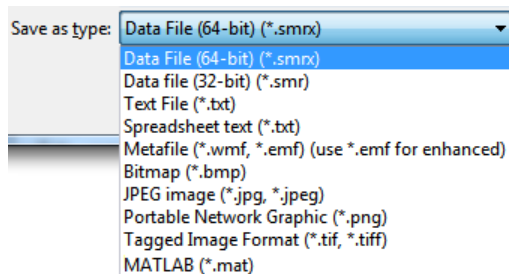 Save as type: Data File (64-bit) (*.smrx)
Data File (64-bit) (*.smrx)
Data file (32-bit) (*.smr)
Text File (*.txt)
Spreadsheet text (*.txt)
Metafile (*.wmf, *.emf) (use *.emf for enhanced)
Bitmap (*.bmp)
JPEG image (*.jpg, *.jpeg)
Portable Network Graphic (*.png)
Tagged Image Format (*.tif, *.tiff)
MATLAB (*.mat)